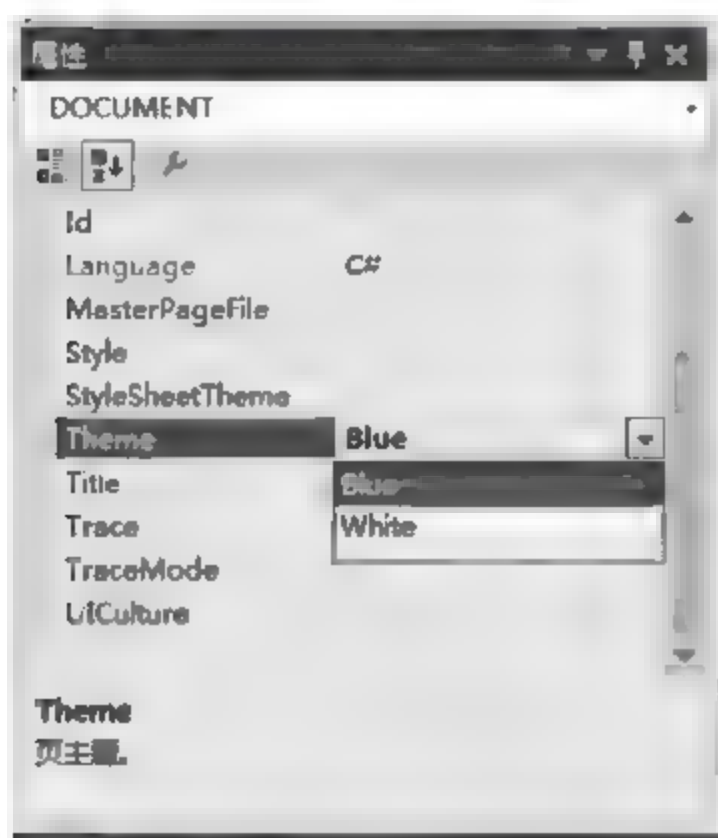 属性
DOCUMENT
Id
Language C#
MasterPageFile
Style
StyleSheetTheme
Theme Blue
Title Blue
Trace White
TraceMode
UICulture
Theme
页主题。